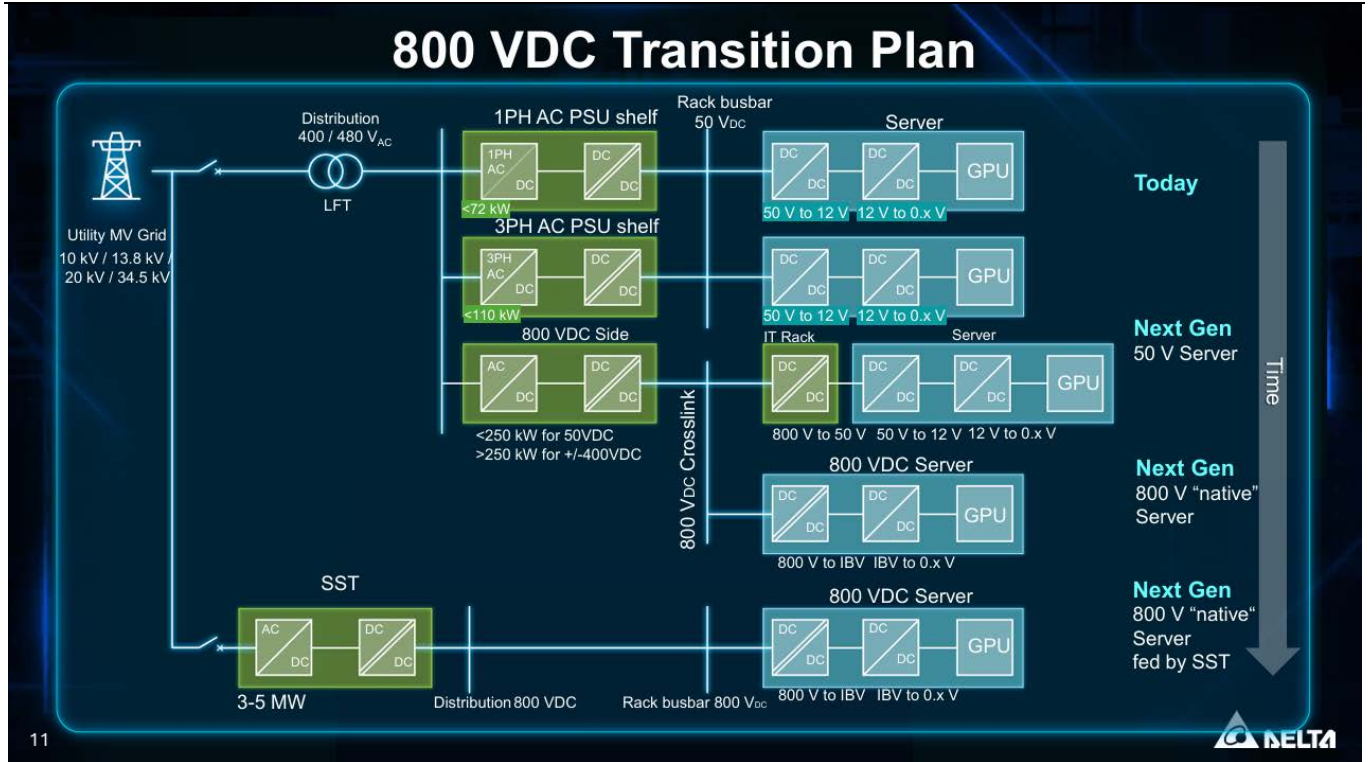 800 VDC Transition Plan
Distribution
400 / 480 VAC
LFT
Utility MV Grid
10 kV / 13.8 kV /
20 kV / 34.5 kV
1PH AC PSU shelf
1PH
AC
DC
DC
DC
<72 kW
Rack busbar
50 VDC
Server
DC
DC
DC
DC
GPU
50 V to 12 V
12 V to 0.x V
Today
3PH AC PSU shelf
3PH
AC
DC
DC
DC
<110 kW
DC
DC
DC
DC
GPU
50 V to 12 V
12 V to 0.x V
Next Gen
50 V Server
800 VDC Side
AC
DC
DC
DC
<250 kW for 50VDC
>250 kW for +/-400VDC
800 VDC Crosslink
IT Rack
DC
DC
800 V to 50 V
Server
DC
DC
DC
DC
GPU
50 V to 12 V
12 V to 0.x V
800 VDC Server
DC
DC
DC
DC
GPU
800 V to IBV
IBV to 0.x V
Next Gen
800 V “native”
Server
SST
AC
DC
DC
DC
3-5 MW
Distribution 800 VDC
Rack busbar 800 VDC
800 VDC Server
DC
DC
DC
DC
GPU
800 V to IBV
IBV to 0.x V
Next Gen
800 V “native“
Server
fed by SST
Time
11
DELTA